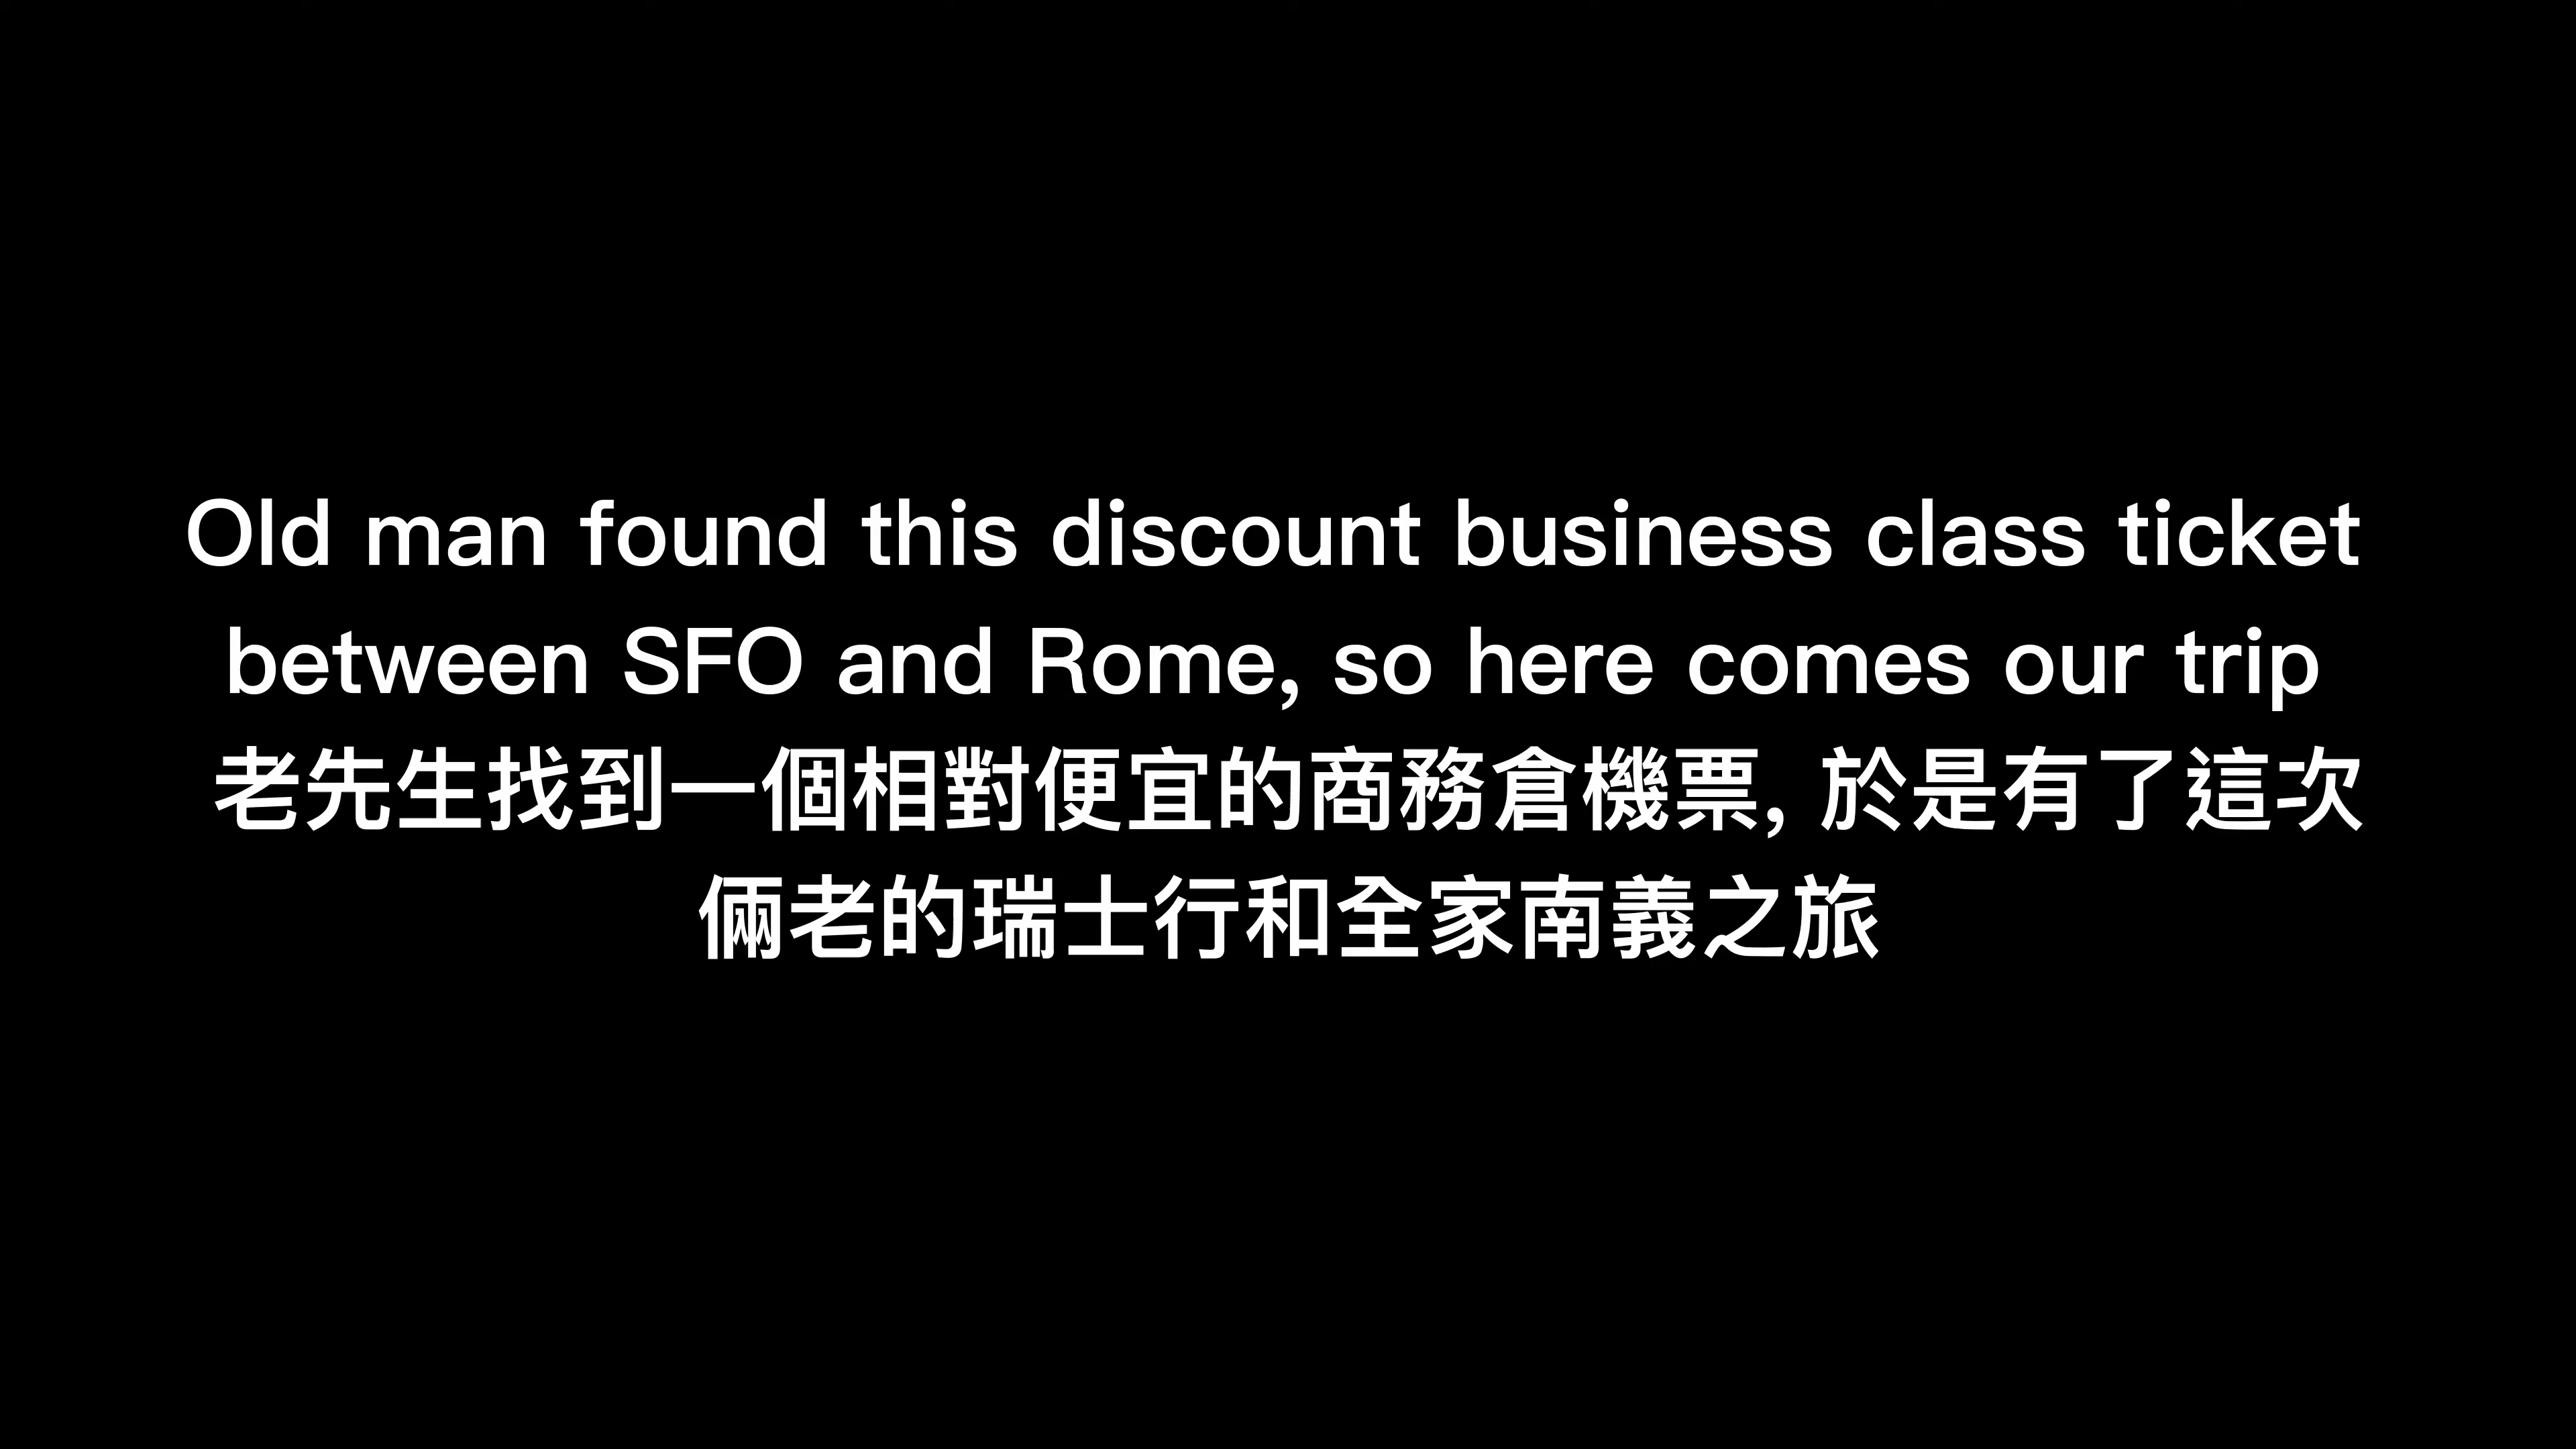 Old man found this discount business class ticket
between SFO and Rome, so here comes our trip
老先生找到一個相對便宜的商務倉機票, 於是有了這次
倆老的瑞士行和全家南義之旅